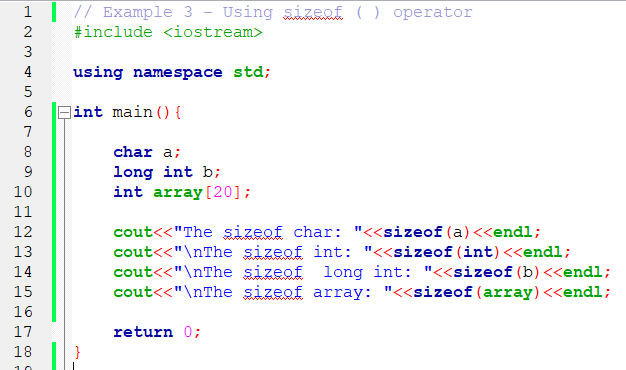 1 // Example 3 - Using sizeof ( ) operator
2 #include <iostream>
3
4 using namespace std;
5
6 int main(){
7
8 char a;
9 long int b;
10 int array[20];
11
12 cout<<"The sizeof char: "<<sizeof(a)<<endl;
13 cout<<"\nThe sizeof int: "<<sizeof(int)<<endl;
14 cout<<"\nThe sizeof  long int: "<<sizeof(b)<<endl;
15 cout<<"\nThe sizeof array: "<<sizeof(array)<<endl;
16
17 return 0;
18 }